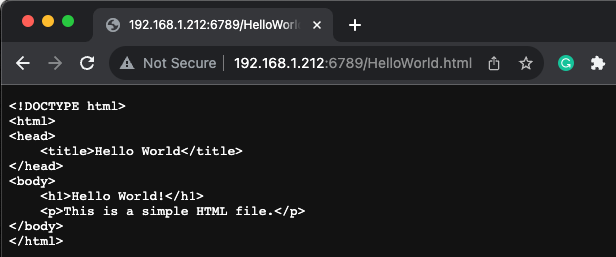 192.168.1.212:6789/HelloWorl
Not Secure | 192.168.1.212:6789/HelloWorld.html
<!DOCTYPE html>
<html>
<head>
    <title>Hello World</title>
</head>
<body>
    <h1>Hello World!</h1>
    <p>This is a simple HTML file.</p>
</body>
</html>